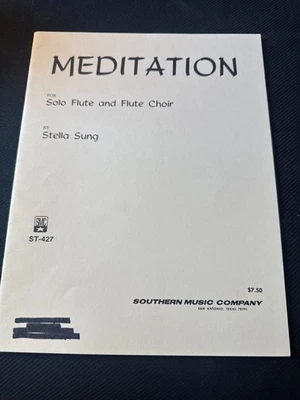 MEDITATION
FOR
Solo Flute and Flute Choir
BY
Stella Sung
SMC
ST-427
$7.50
SOUTHERN MUSIC COMPANY
SAN ANTONIO, TEXAS 78292